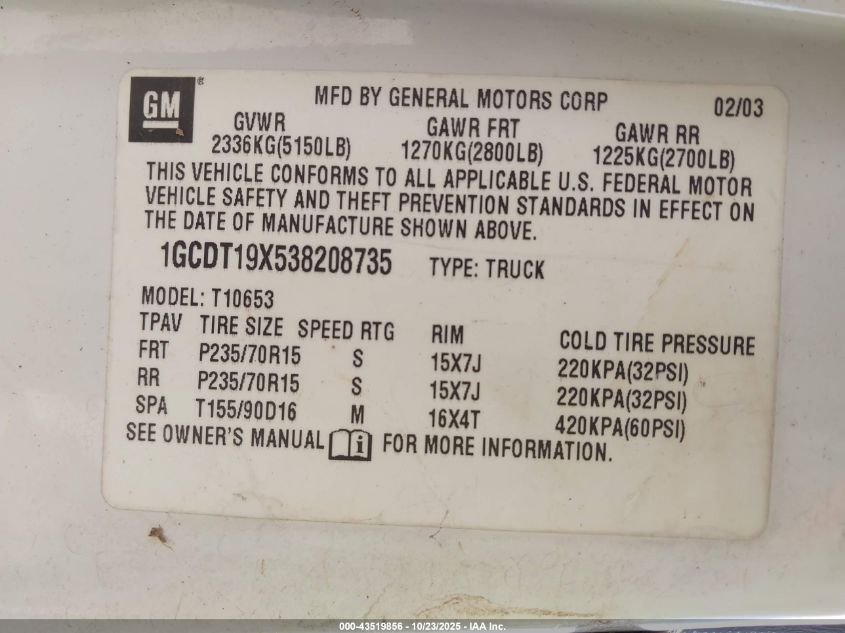 GM ® MFD BY GENERAL MOTORS CORP 02/03
GVWR GAWR FRT GAWR RR
2336KG(5150LB) 1270KG(2800LB) 1225KG(2700LB)
THIS VEHICLE CONFORMS TO ALL APPLICABLE U.S. FEDERAL MOTOR
VEHICLE SAFETY AND THEFT PREVENTION STANDARDS IN EFFECT ON
THE DATE OF MANUFACTURE SHOWN ABOVE.
1GCDT19X538208735 TYPE: TRUCK
MODEL: T10653
TPAV TIRE SIZE SPEED RTG RIM COLD TIRE PRESSURE
FRT P235/70R15 S 15X7J 220KPA(32PSI)
RR P235/70R15 S 15X7J 220KPA(32PSI)
SPA T155/90D16 M 16X4T 420KPA(60PSI)
SEE OWNER'S MANUAL i FOR MORE INFORMATION.
000-43519856 - 10/23/2025 - IAA Inc.